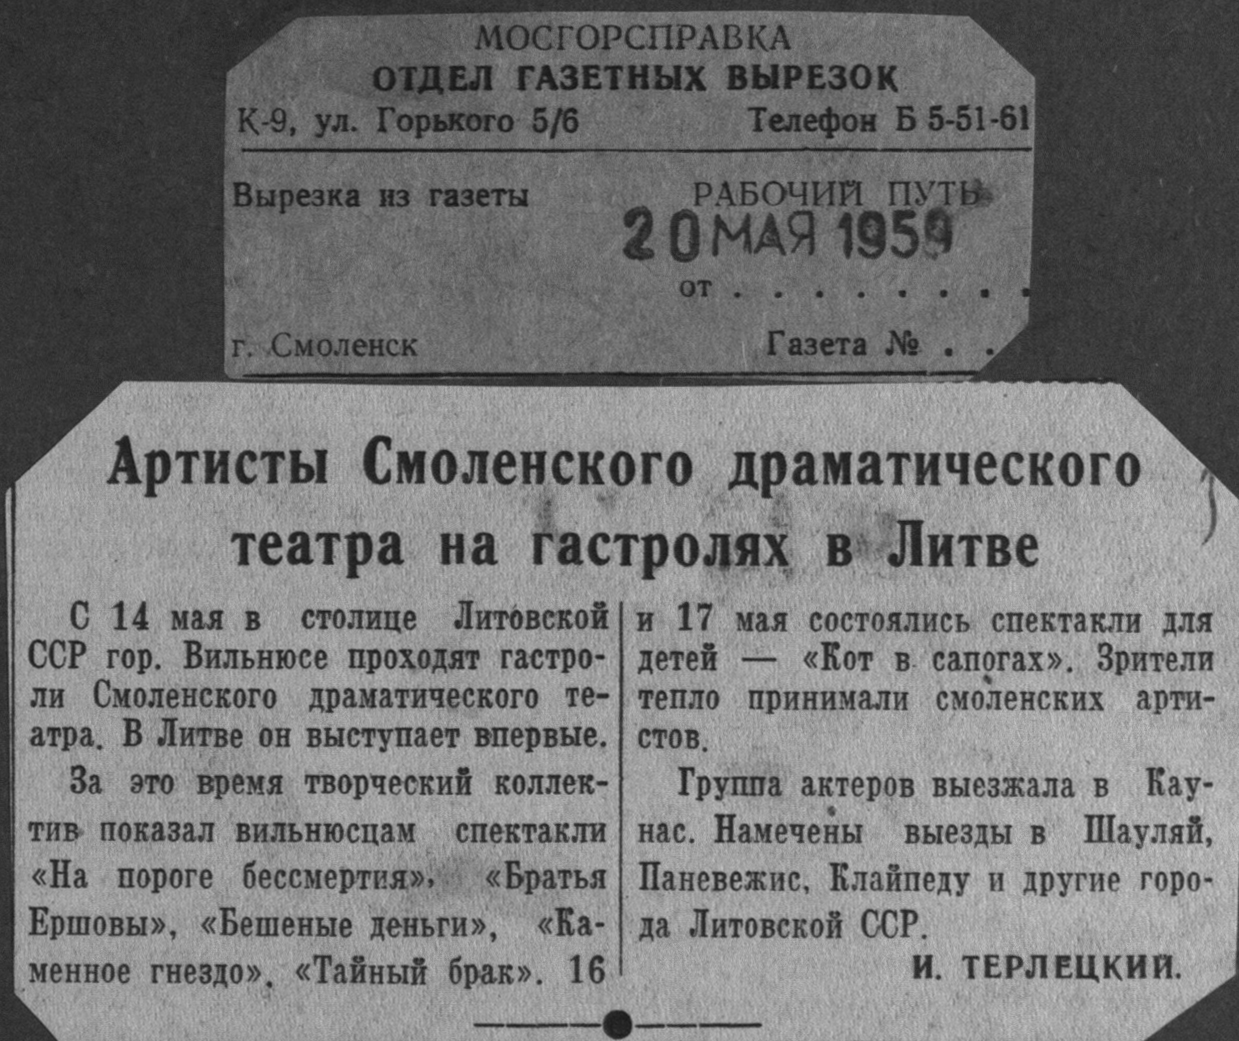 МОСГОРСПРАВКА
ОТДЕЛ ГАЗЕТНЫХ ВЫРЕЗОК
К-9, ул. Горького 5/6 Телефон Б 5-51-61
Вырезка из газеты РАБОЧИЙ ПУТЬ
20 МАЯ 1959
от . . . . . . . .
г. Смоленск Газета № . .
Артисты Смоленского драматического
театра на гастролях в Литве
С 14 мая в столице Литовской
ССР гор. Вильнюсе проходят гастро-
ли Смоленского драматического те-
атра. В Литве он выступает впервые.
За это время творческий коллек-
тив показал вильнюсцам спектакли
«На пороге бессмертия», «Братья
Ершовы», «Бешеные деньги», «Ка-
менное гнездо», «Тайный брак». 16
и 17 мая состоялись спектакли для
детей — «Кот в сапогах». Зрители
тепло принимали смоленских арти-
стов.
Группа актеров выезжала в Кау-
нас. Намечены выезды в Шауляй,
Паневежис, Клайпеду и другие горо-
да Литовской ССР.
И. ТЕРЛЕЦКИЙ.